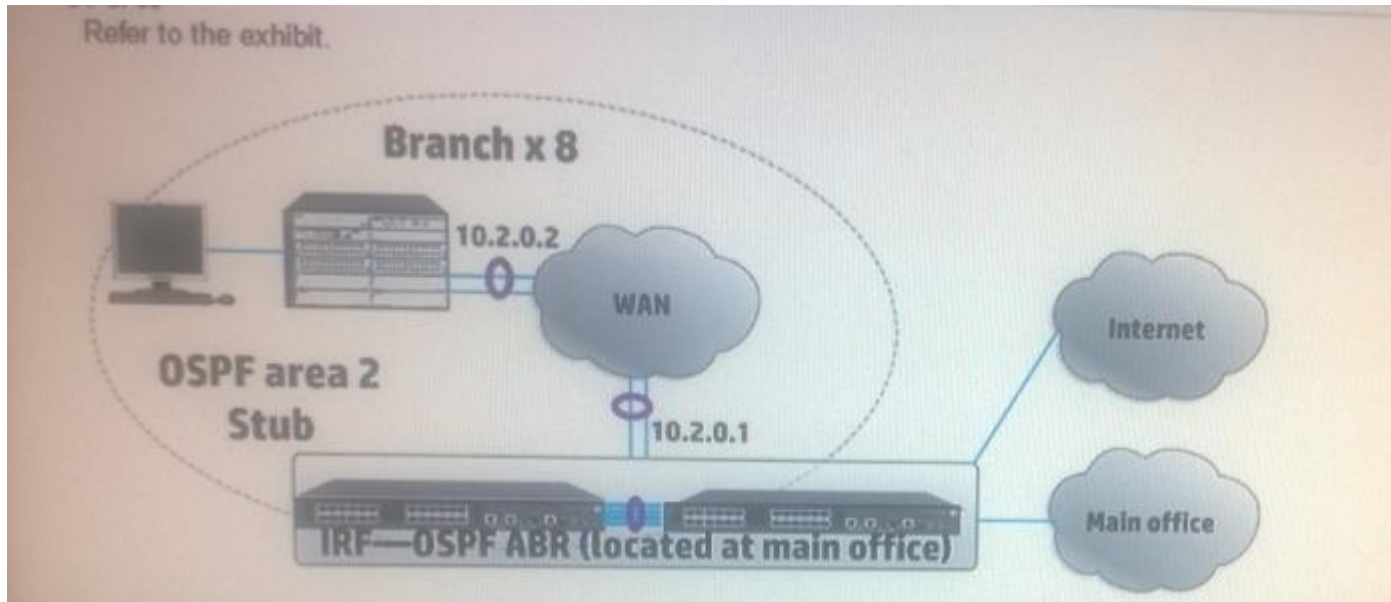 Refer to the exhibit.
Branch x 8
10.2.0.2
WAN
Internet
OSPF area 2
Stub
10.2.0.1
Main office
IRF—OSPF ABR (located at main office)